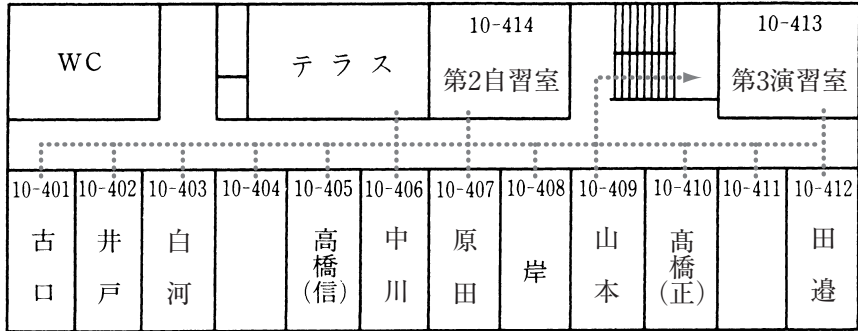 WC
テラス
10-414
第2自習室
10-413
第3演習室
10-401
古口
10-402
井戸
10-403
白河
10-404
10-405
高橋(信)
10-406
中川
10-407
原田
10-408
岸
10-409
山本
10-410
髙橋(正)
10-411
10-412
田邉